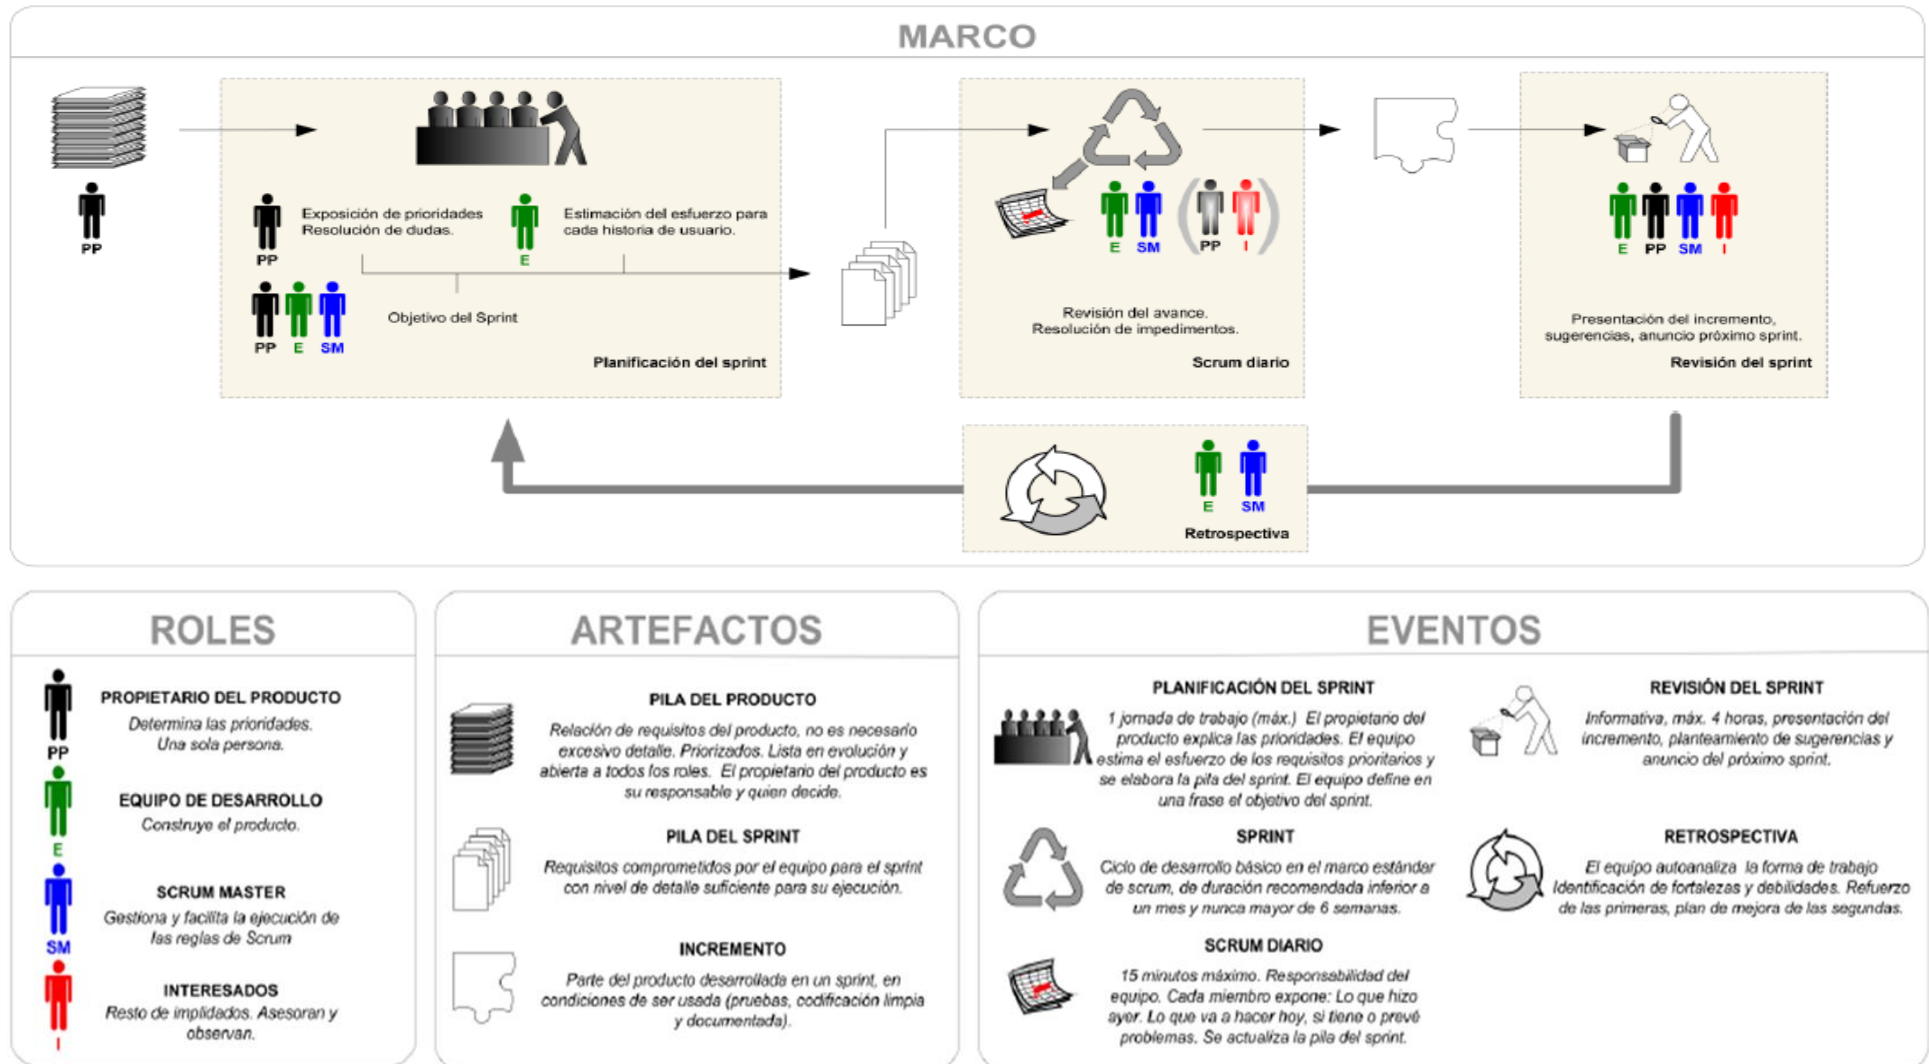 MARCO
PP
PP
Exposición de prioridades
Resolución de dudas.
E
Estimación del esfuerzo para
cada historia de usuario.
PP
E
SM
Objetivo del Sprint
Planificación del sprint
E
SM
PP
I
Revisión del avance.
Resolución de impedimentos.
Scrum diario
E
PP
SM
I
Presentación del incremento,
sugerencias, anuncio próximo sprint.
Revisión del sprint
E
SM
Retrospectiva
ROLES
PP
PROPIETARIO DEL PRODUCTO
Determina las prioridades.
Una sola persona.
E
EQUIPO DE DESARROLLO
Construye el producto.
SM
SCRUM MASTER
Gestiona y facilita la ejecución de
las reglas de Scrum
I
INTERESADOS
Resto de implidados. Asesoran y
observan.
ARTEFACTOS
PILA DEL PRODUCTO
Relación de requisitos del producto, no es necesario
excesivo detalle. Priorizados. Lista en evolución y
abierta a todos los roles. El propietario del producto es
su responsable y quien decide.
PILA DEL SPRINT
Requisitos comprometidos por el equipo para el sprint
con nivel de detalle suficiente para su ejecución.
INCREMENTO
Parte del producto desarrollada en un sprint, en
condiciones de ser usada (pruebas, codificación limpia
y documentada).
EVENTOS
PLANIFICACIÓN DEL SPRINT
1 jornada de trabajo (máx.) El propietario del
producto explica las prioridades. El equipo
estima el esfuerzo de los requisitos prioritarios y
se elabora la pila del sprint. El equipo define en
una frase el objetivo del sprint.
SPRINT
Ciclo de desarrollo básico en el marco estándar
de scrum, de duración recomendada inferior a
un mes y nunca mayor de 6 semanas.
SCRUM DIARIO
15 minutos máximo. Responsabilidad del
equipo. Cada miembro expone: Lo que hizo
ayer. Lo que va a hacer hoy, si tiene o prevé
problemas. Se actualiza la pila del sprint.
REVISIÓN DEL SPRINT
Informativa, máx. 4 horas, presentación del
incremento, planteamiento de sugerencias y
anuncio del próximo sprint.
RETROSPECTIVA
El equipo autoanaliza la forma de trabajo
Identificación de fortalezas y debilidades. Refuerzo
de las primeras, plan de mejora de las segundas.